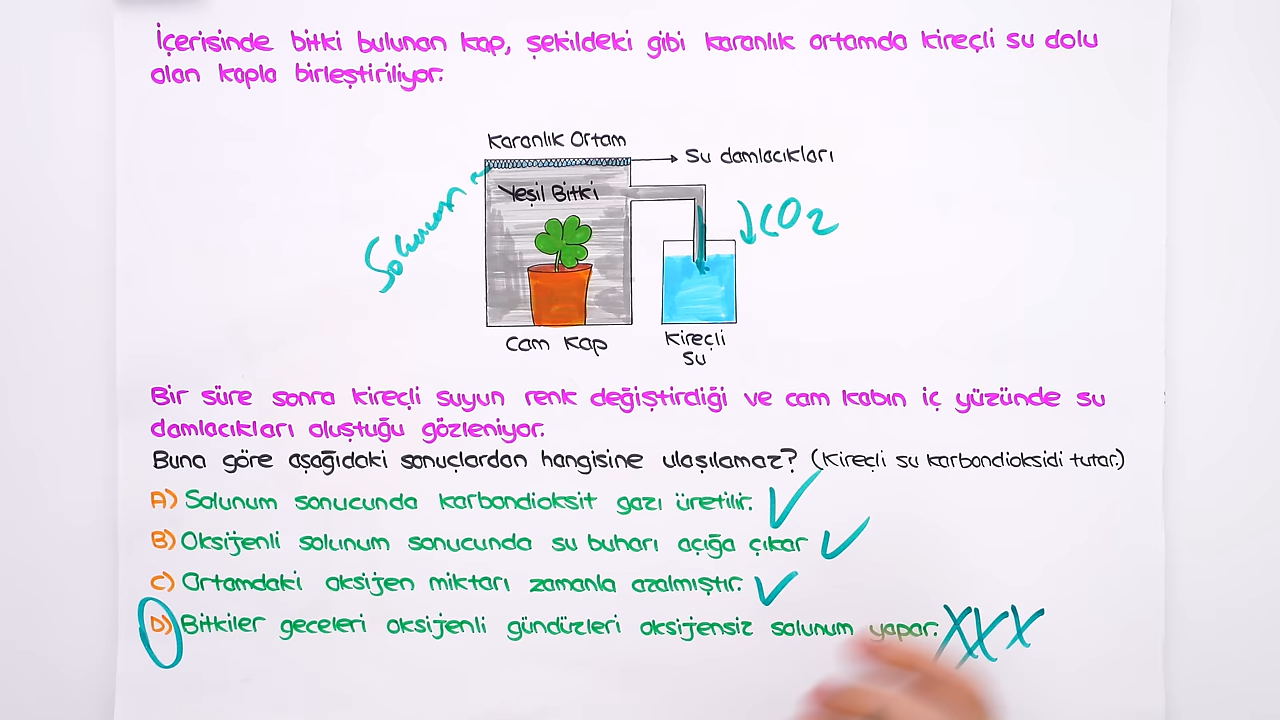 İçerisinde bitki bulunan kap, şekildeki gibi karanlık ortamda kireçli su dolu
olan kapla birleştiriliyor.
Karanlık Ortam
Su damlacıkları
Yeşil Bitki
Solunum
CO2
Cam Kap
Kireçli
Su
Bir süre sonra kireçli suyun renk değiştirdiği ve cam kabın iç yüzünde su
damlacıkları oluştuğu gözleniyor.
Buna göre aşağıdaki sonuçlardan hangisine ulaşılamaz? (Kireçli su karbondioksidi tutar.)
A) Solunum sonucunda karbondioksit gazı üretilir.
B) Oksijenli solunum sonucunda su buharı açığa çıkar
C) Ortamdaki oksijen miktarı zamanla azalmıştır.
D) Bitkiler geceleri oksijenli gündüzleri oksijensiz solunum yapar.